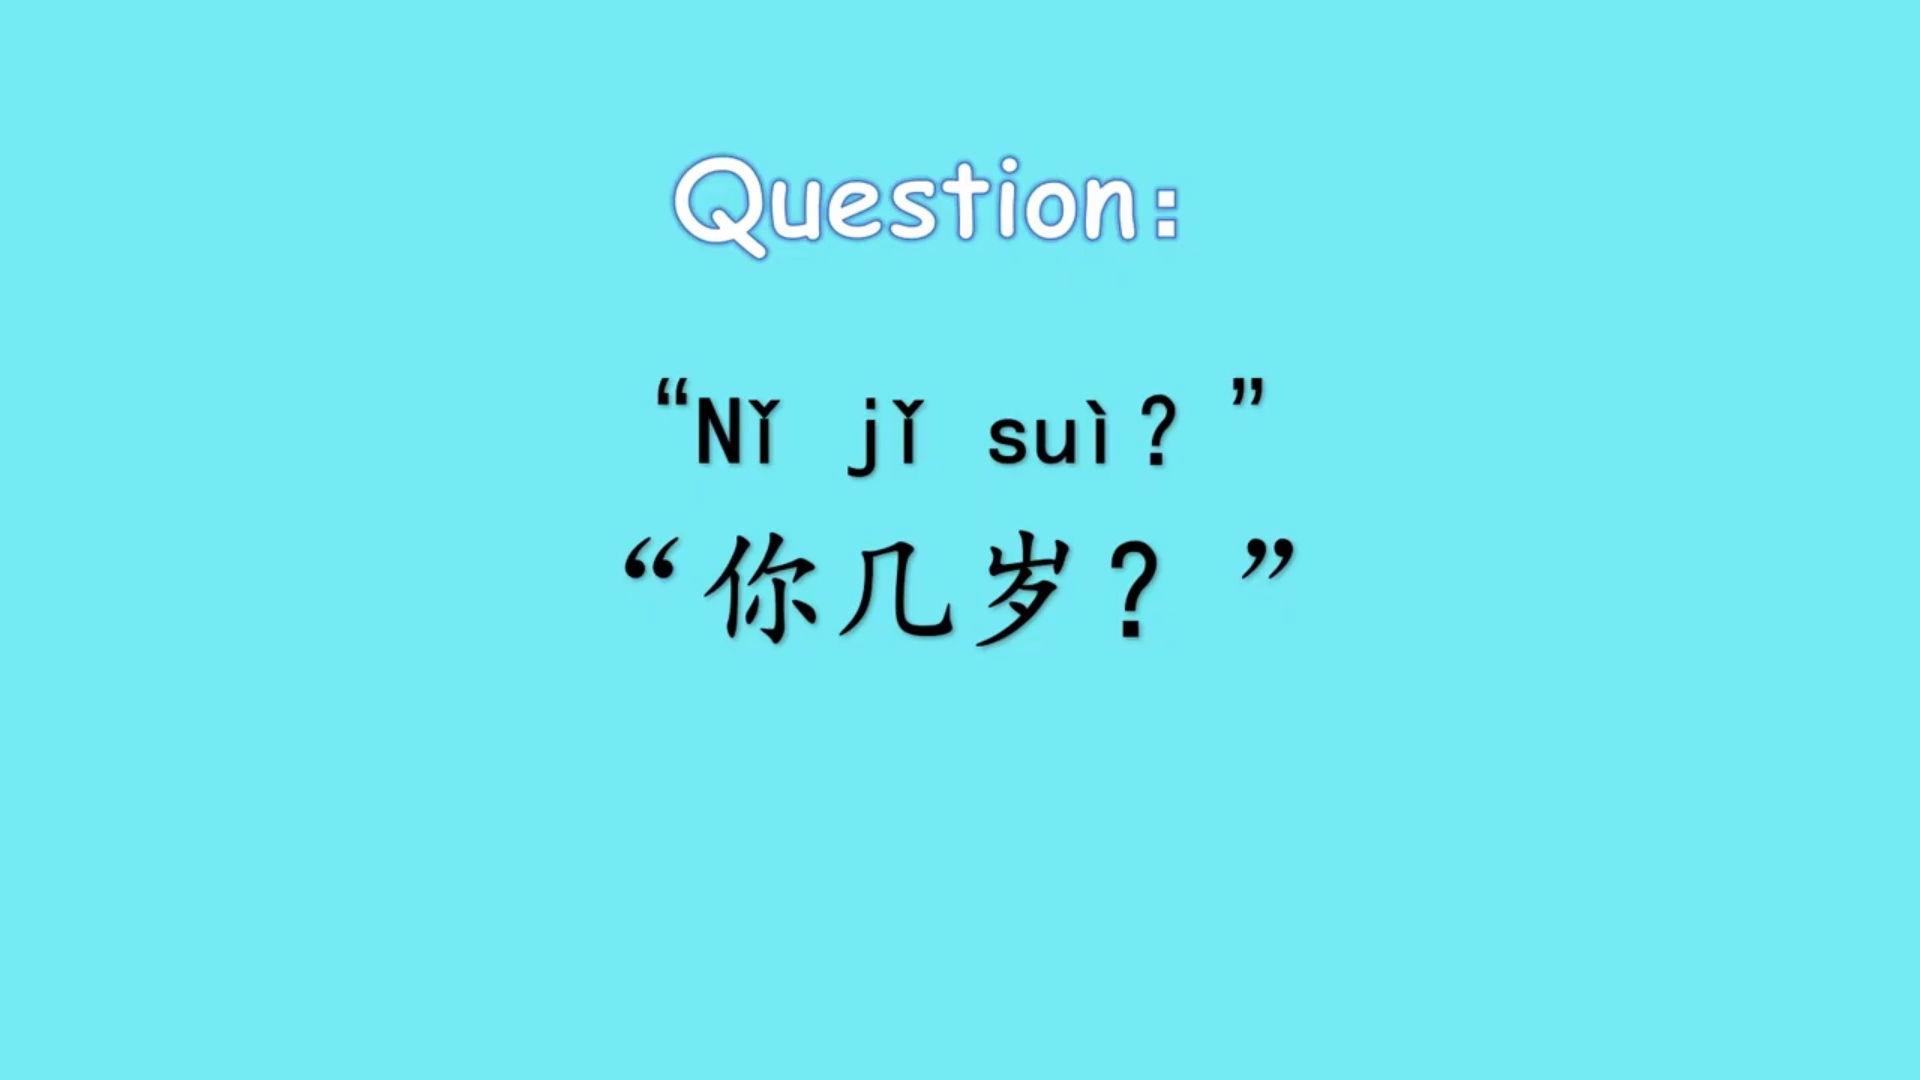 Question:
“Nǐ jǐ suì? ”
“你几岁? ”